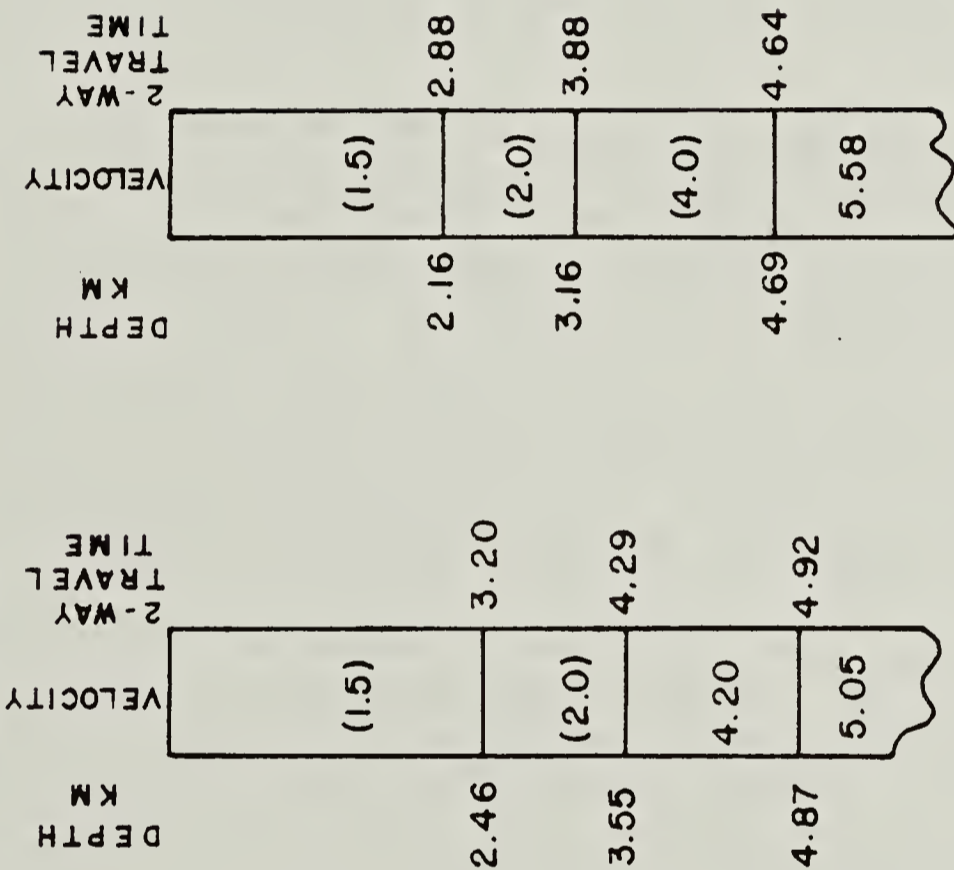 DEPTH
KM
VELOCITY
2-WAY
TRAVEL
TIME
(1.5)
2.16
2.88
(2.0)
3.16
3.88
(4.0)
4.69
4.64
5.58
DEPTH
KM
VELOCITY
2-WAY
TRAVEL
TIME
(1.5)
2.46
3.20
(2.0)
3.55
4.29
4.20
4.87
4.92
5.05